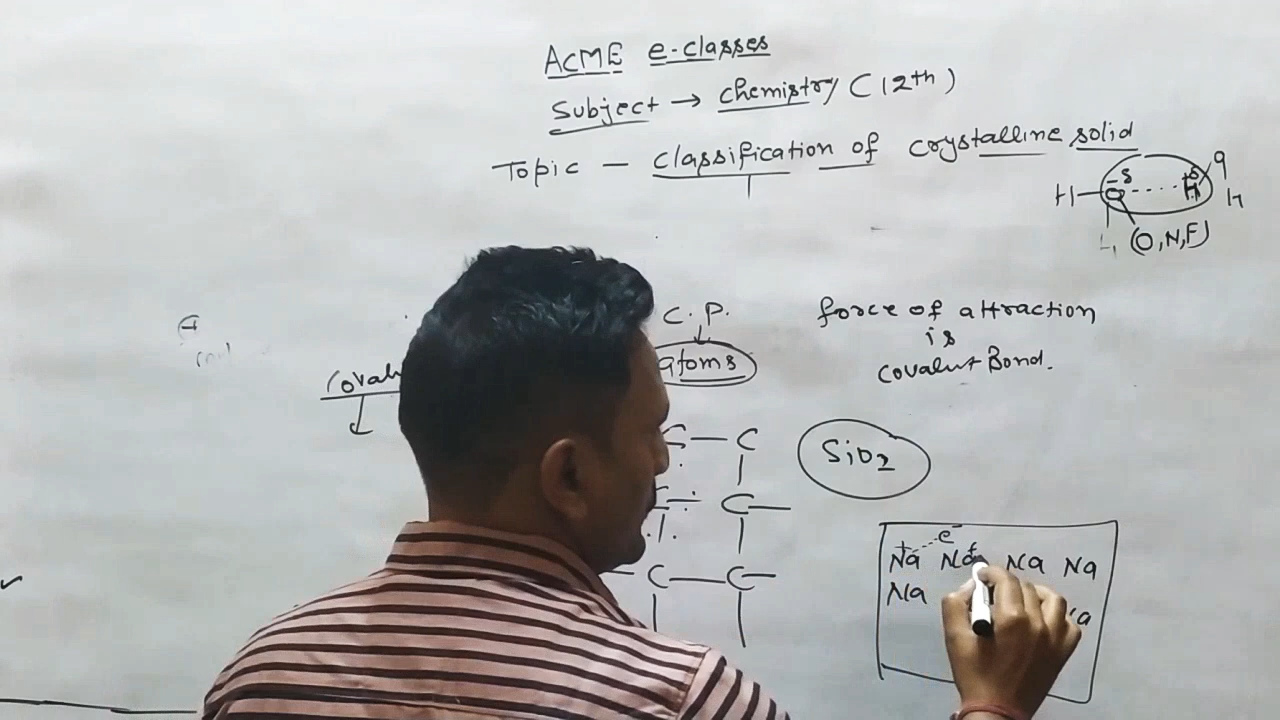 ACME e-classes
Subject → chemistry (12th)
Topic - classification of crystalline solid
H - O -δ ..... +δ H
H
(O,N,F)
C.P.
atoms
force of attraction
is
covalent Bond.
C - C
SiO2
C
C - C
e-
Na+ Na+ Na Na
Na